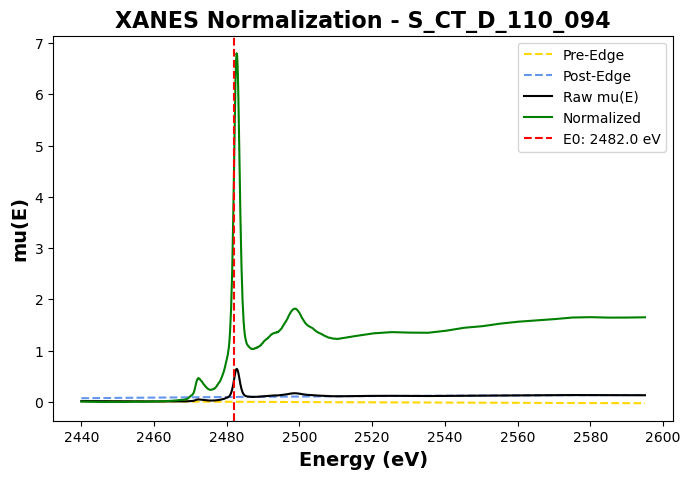 XANES Normalization - S_CT_D_110_094
mu(E)
7
6
5
4
3
2
1
0
Pre-Edge
Post-Edge
Raw mu(E)
Normalized
E0: 2482.0 eV
2440 2460 2480 2500 2520 2540 2560 2580 2600
Energy (eV)